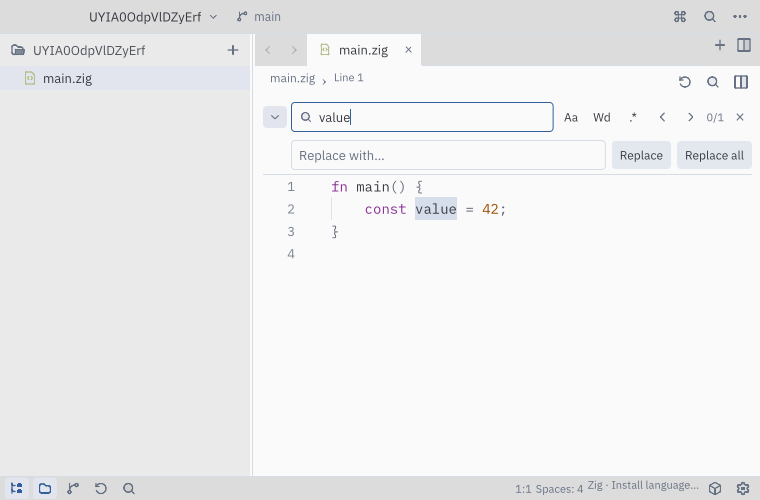 UYIA0OdpVlDZyErf main
UYIA0OdpVlDZyErf
main.zig
main.zig
main.zig › Line 1
value
Aa Wd .* 0/1
Replace with...
Replace Replace all
1 fn main() {
2 const value = 42;
3 }
4
1:1 Spaces: 4 Zig · Install language...